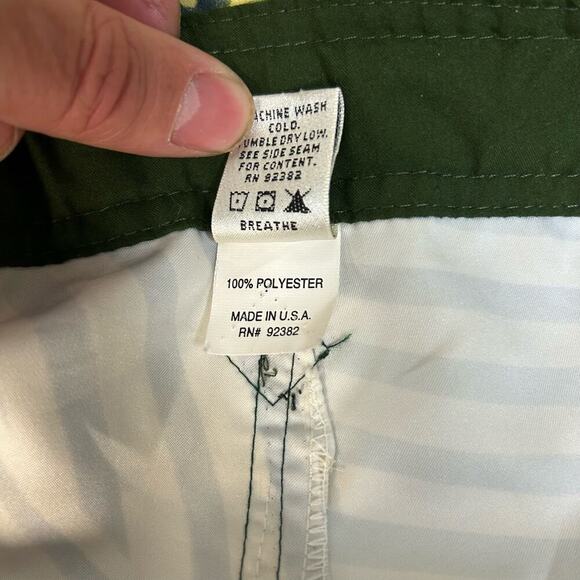 ACHINE WASH
COLD.
TUMBLE DRY LOW.
SEE SIDE SEAM
FOR CONTENT.
RN 92382
BREATHE
100% POLYESTER
MADE IN U.S.A.
RN# 92382